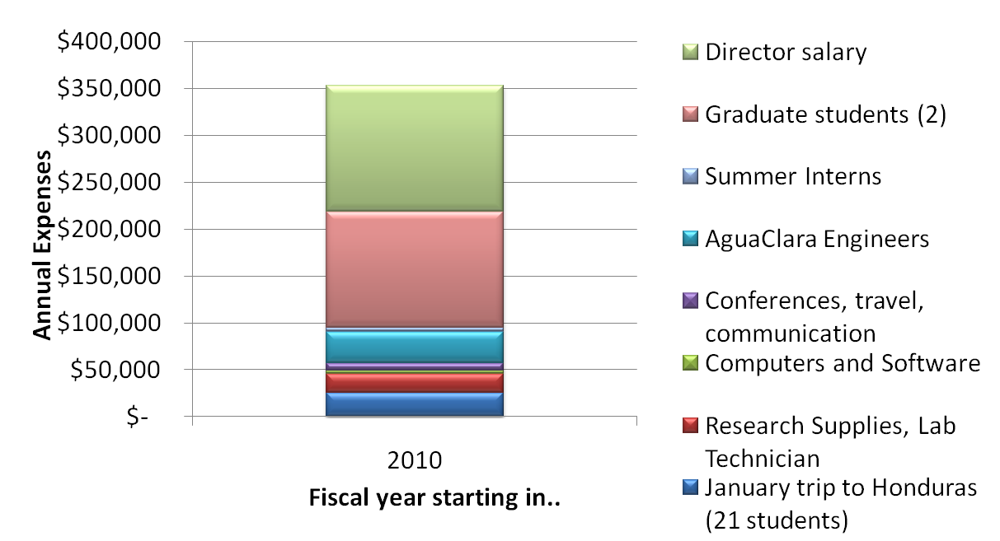 $400,000
$350,000
$300,000
$250,000
$200,000
$150,000
$100,000
$50,000
$-
Annual Expenses
2010
Fiscal year starting in..
Director salary
Graduate students (2)
Summer Interns
AguaClara Engineers
Conferences, travel,
communication
Computers and Software
Research Supplies, Lab
Technician
January trip to Honduras
(21 students)